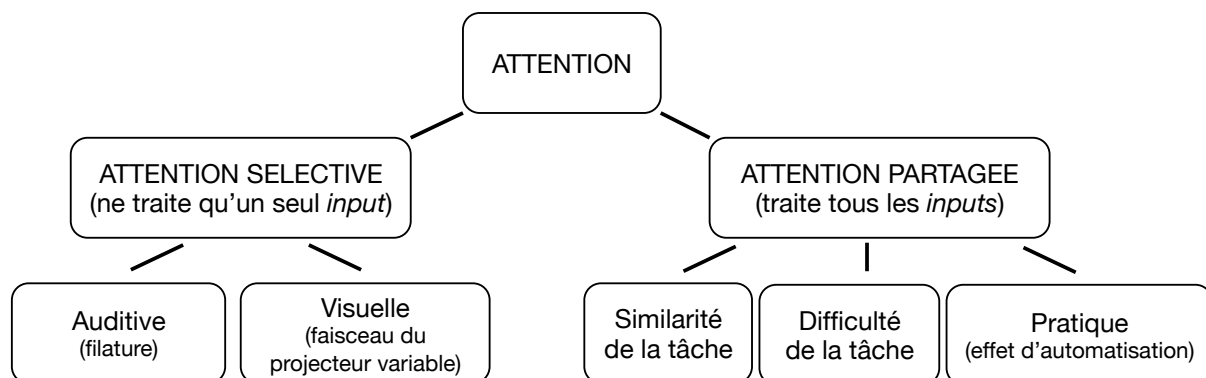 ATTENTION
ATTENTION SELECTIVE
(ne traite qu'un seul input)
ATTENTION PARTAGEE
(traite tous les inputs)
Auditive
(filature)
Visuelle
(faisceau du
projecteur variable)
Similarité
de la tâche
Difficulté
de la tâche
Pratique
(effet d'automatisation)